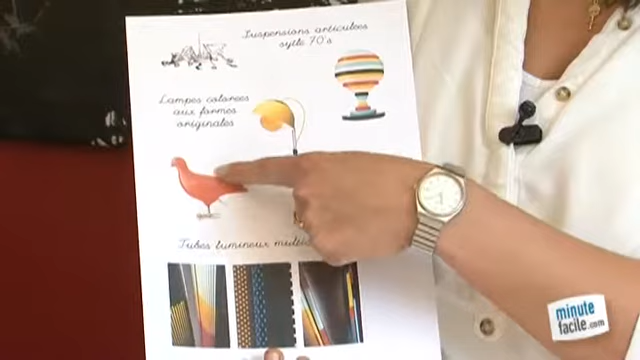 Suspensions articulées
style 70's
Lampes colorées
aux formes
originales
Tubes lumineux
minute
facile.com